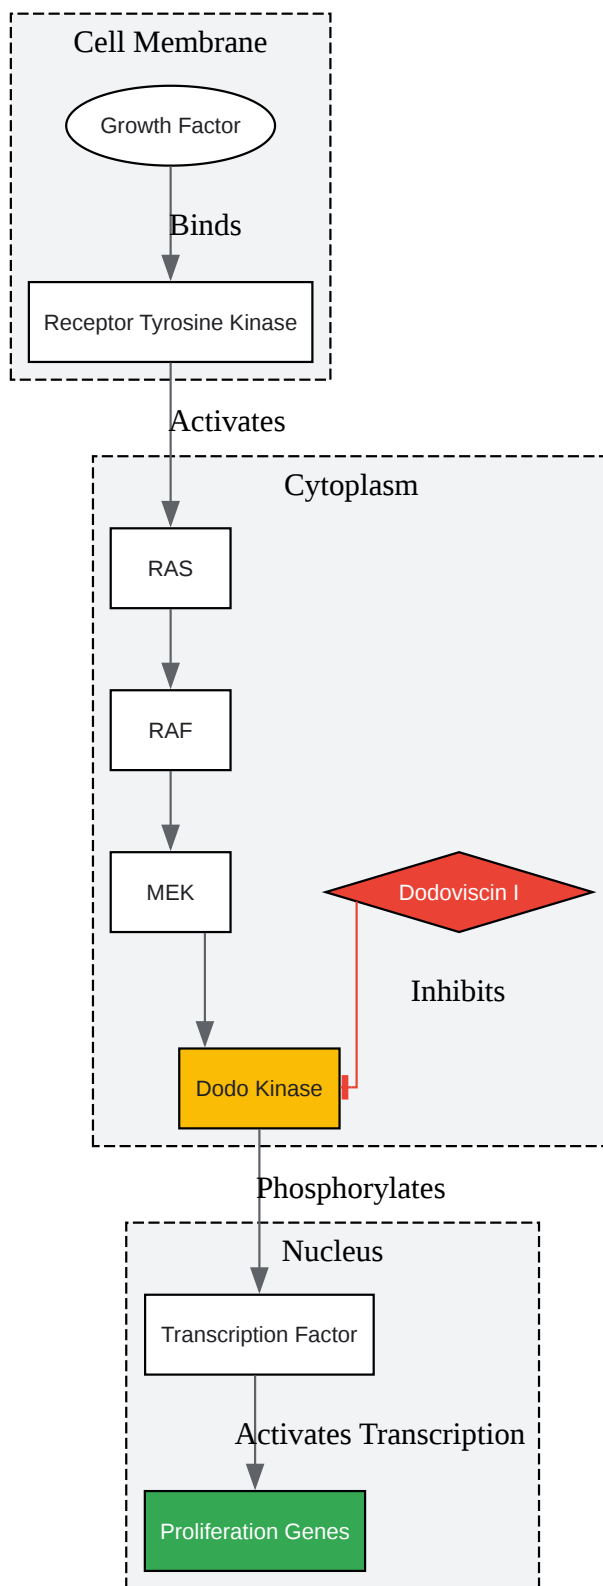 Cell Membrane
Growth Factor
Binds
Receptor Tyrosine Kinase
Activates
Cytoplasm
RAS
RAF
MEK
Dodoviscin I
Inhibits
Dodo Kinase
Phosphorylates
Nucleus
Transcription Factor
Activates Transcription
Proliferation Genes